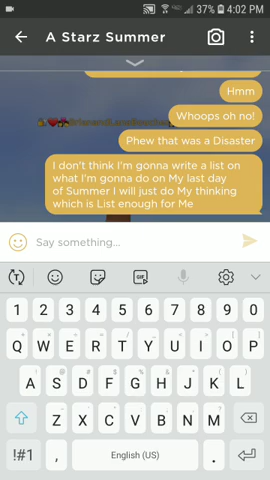 37% 4:02 PM
A Starz Summer
Hmm
Whoops oh no!
Phew that was a Disaster
I don't think I'm gonna write a list on
what I'm gonna do on My last day
of Summer I will just do My thinking
which is List enough for Me
Say something...
GIF
1 2 3 4 5 6 7 8 9 0
Q W E R T Y U I O P
A S D F G H J K L
Z X C V B N M
!#1 , English (US) .